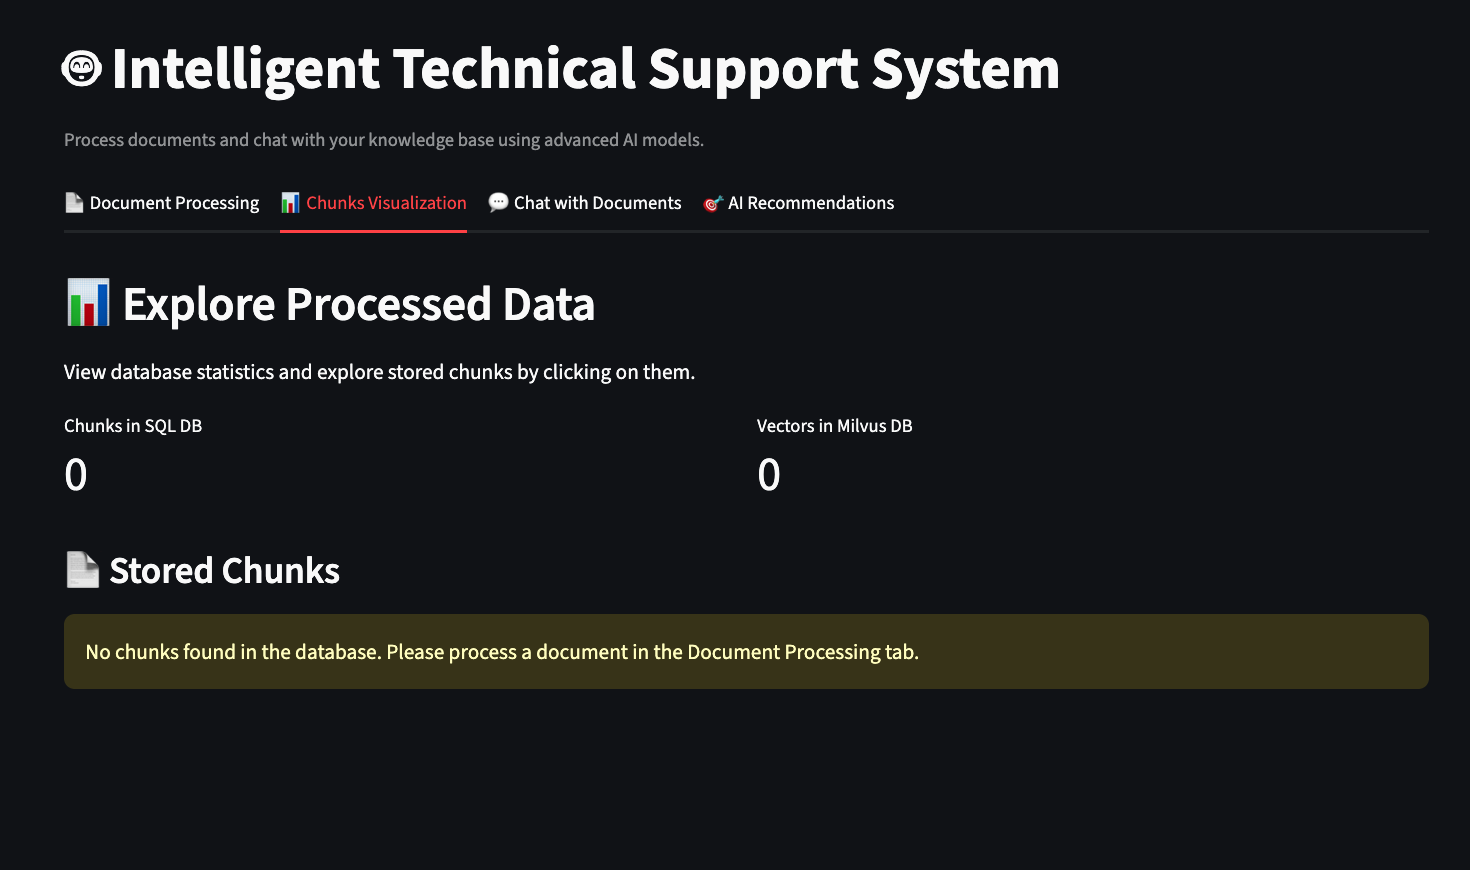 Intelligent Technical Support System
Process documents and chat with your knowledge base using advanced AI models.
Document Processing
Chunks Visualization
Chat with Documents
AI Recommendations
Explore Processed Data
View database statistics and explore stored chunks by clicking on them.
Chunks in SQL DB
0
Vectors in Milvus DB
0
Stored Chunks
No chunks found in the database. Please process a document in the Document Processing tab.